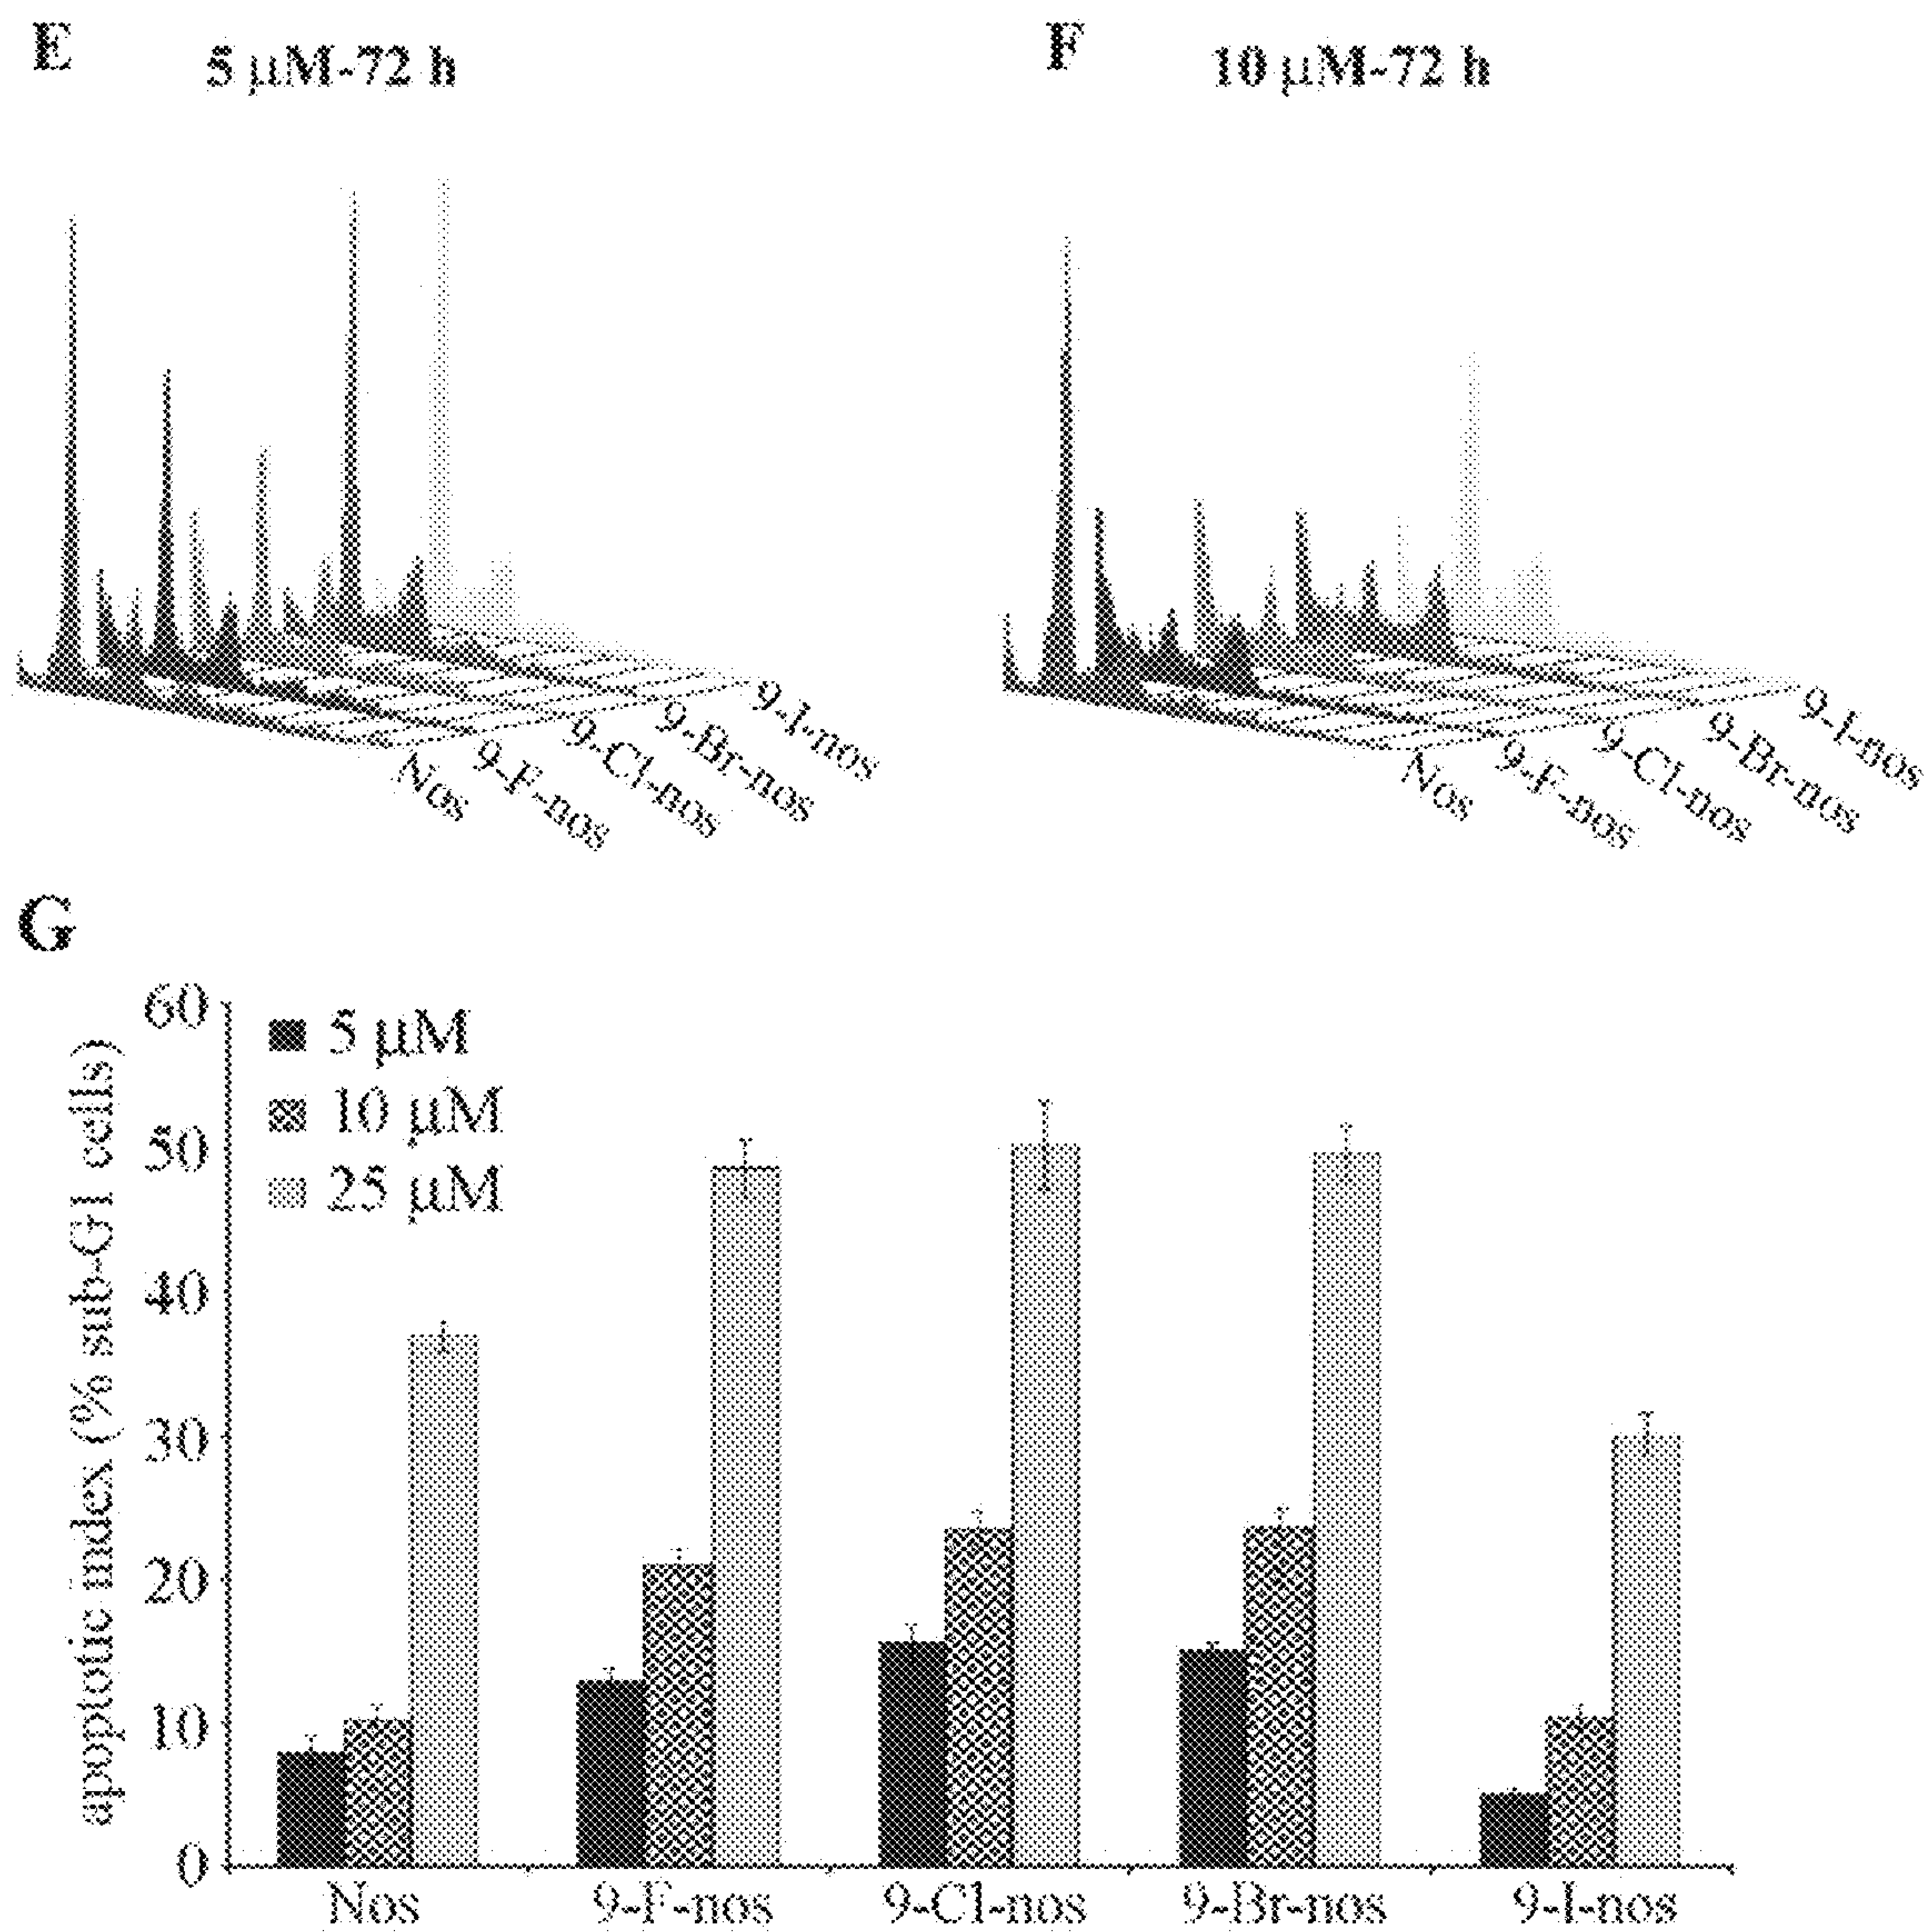 E
5 µM-72 h
F
10 µM-72 h
Nos
9-F-nos
9-Cl-nos
9-Br-nos
9-I-nos
Nos
9-F-nos
9-Cl-nos
9-Br-nos
9-I-nos
G
apoptotic index (% sub-G1 cells)
60
50
40
30
20
10
0
5 µM
10 µM
25 µM
Nos
9-F-nos
9-Cl-nos
9-Br-nos
9-I-nos